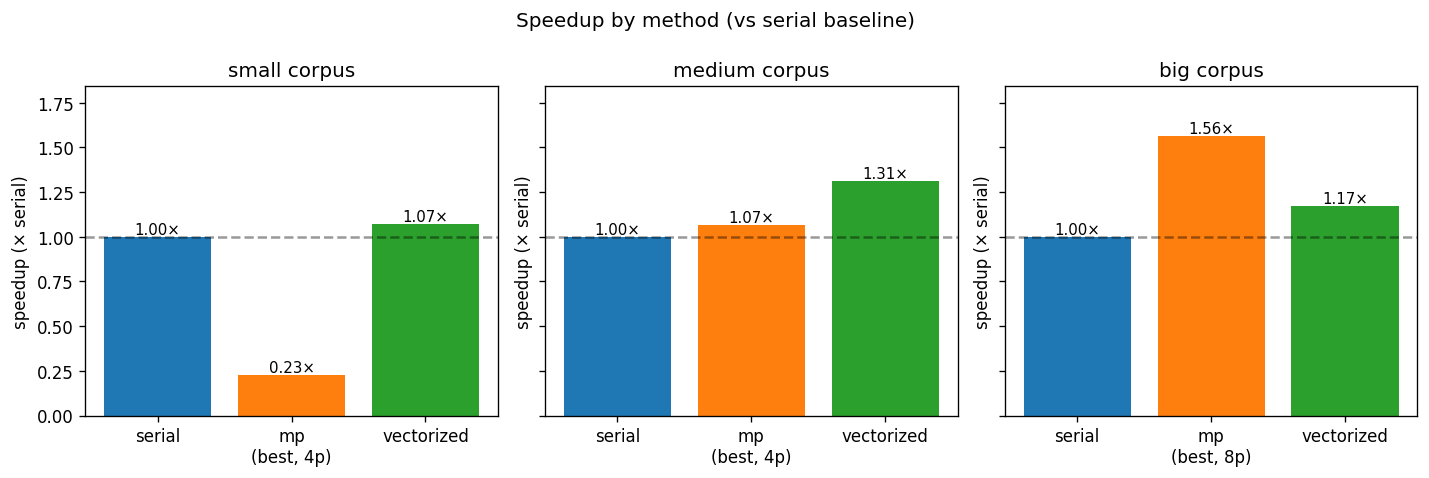 Speedup by method (vs serial baseline)
small corpus
speedup (× serial)
1.75
1.50
1.25
1.00
0.75
0.50
0.25
0.00
1.00×
0.23×
1.07×
serial
mp
(best, 4p)
vectorized
medium corpus
speedup (× serial)
1.00×
1.07×
1.31×
serial
mp
(best, 4p)
vectorized
big corpus
speedup (× serial)
1.00×
1.56×
1.17×
serial
mp
(best, 8p)
vectorized